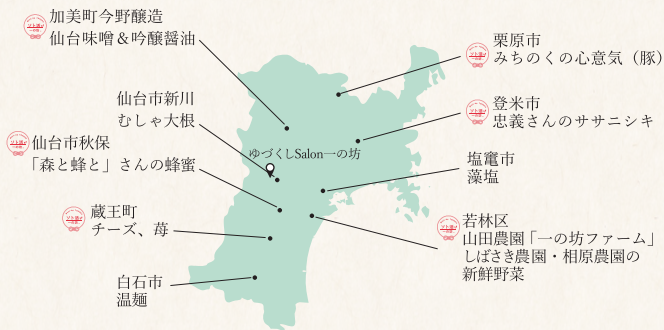 加美町今野醸造
仙台味噌＆吟醸醤油
仙台市新川
むしゃ大根
仙台市秋保
「森と蜂と」さんの蜂蜜
蔵王町
チーズ、苺
白石市
温麺
ゆづくしSalon一の坊
栗原市
みちのくの心意気（豚）
登米市
忠義さんのササニシキ
塩竈市
藻塩
若林区
山田農園「一の坊ファーム」
しばさき農園・相原農園の
新鮮野菜